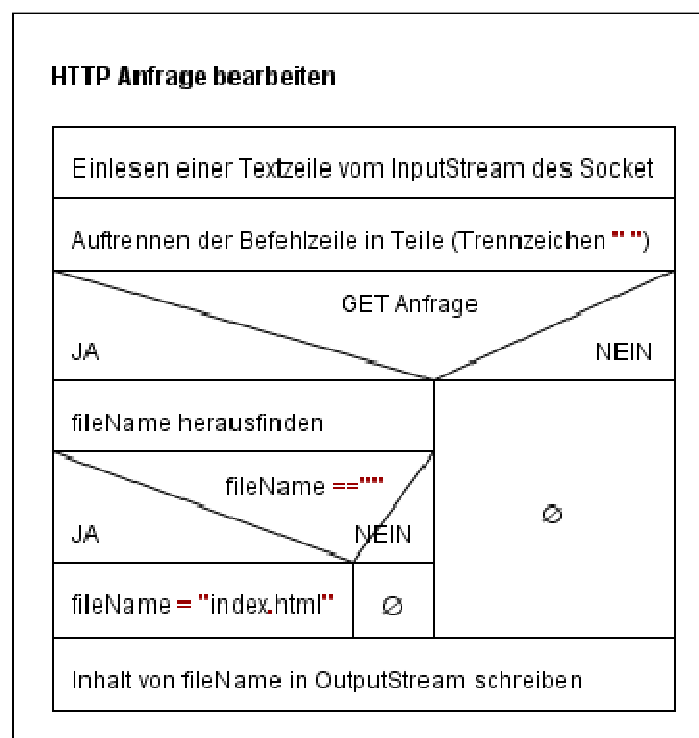 HTTP Anfrage bearbeiten
Einlesen einer Textzeile vom InputStream des Socket
Auftrennen der Befehlzeile in Teile (Trennzeichen " ")
GET Anfrage
JA
NEIN
fileName herausfinden
fileName ==""
JA
NEIN
∅
fileName = "index.html"
∅
Inhalt von fileName in OutputStream schreiben